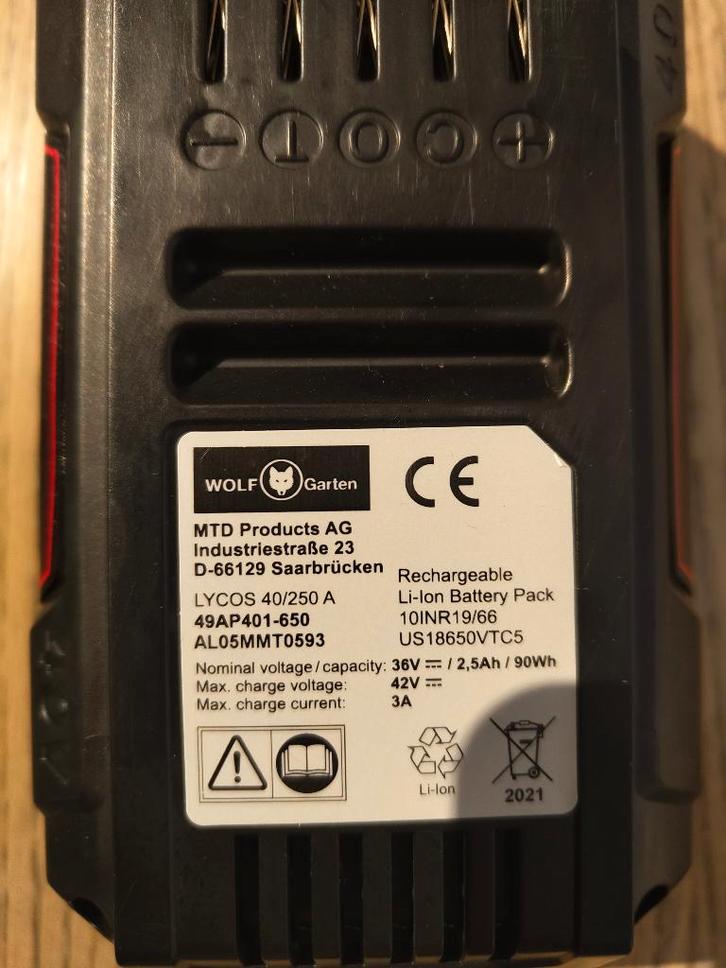 40
− T O C +
WOLF Garten
CE
MTD Products AG
Industriestraße 23
D-66129 Saarbrücken
LYCOS 40/250 A
49AP401-650
AL05MMT0593
Rechargeable
Li-Ion Battery Pack
10INR19/66
US18650VTC5
Nominal voltage / capacity: 36V ⎓ / 2,5Ah / 90Wh
Max. charge voltage: 42V ⎓
Max. charge current: 3A
Li-Ion
2021